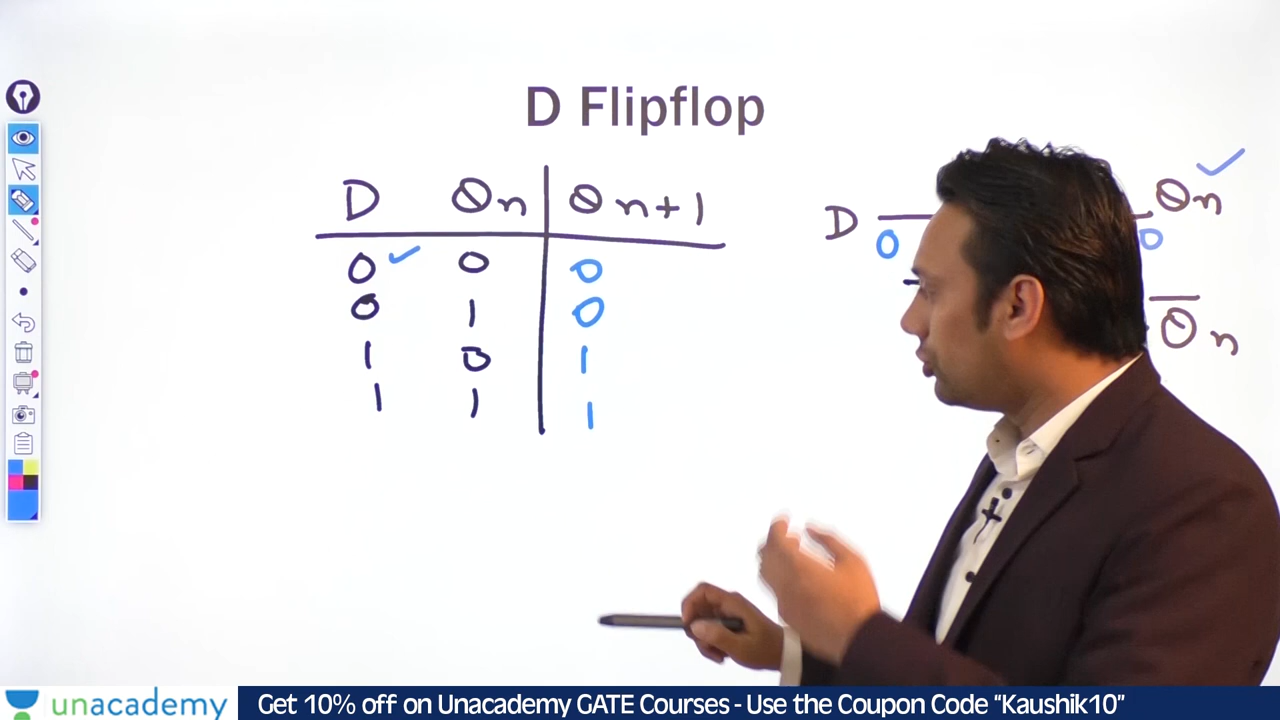 D Flipflop
D Qn Qn+1
0 ✓ 0 0
0 1 0
1 0 1
1 1 1
D Qn ✓
0 0
Q̅n
unacademy
Get 10% off on Unacademy GATE Courses - Use the Coupon Code “Kaushik10”